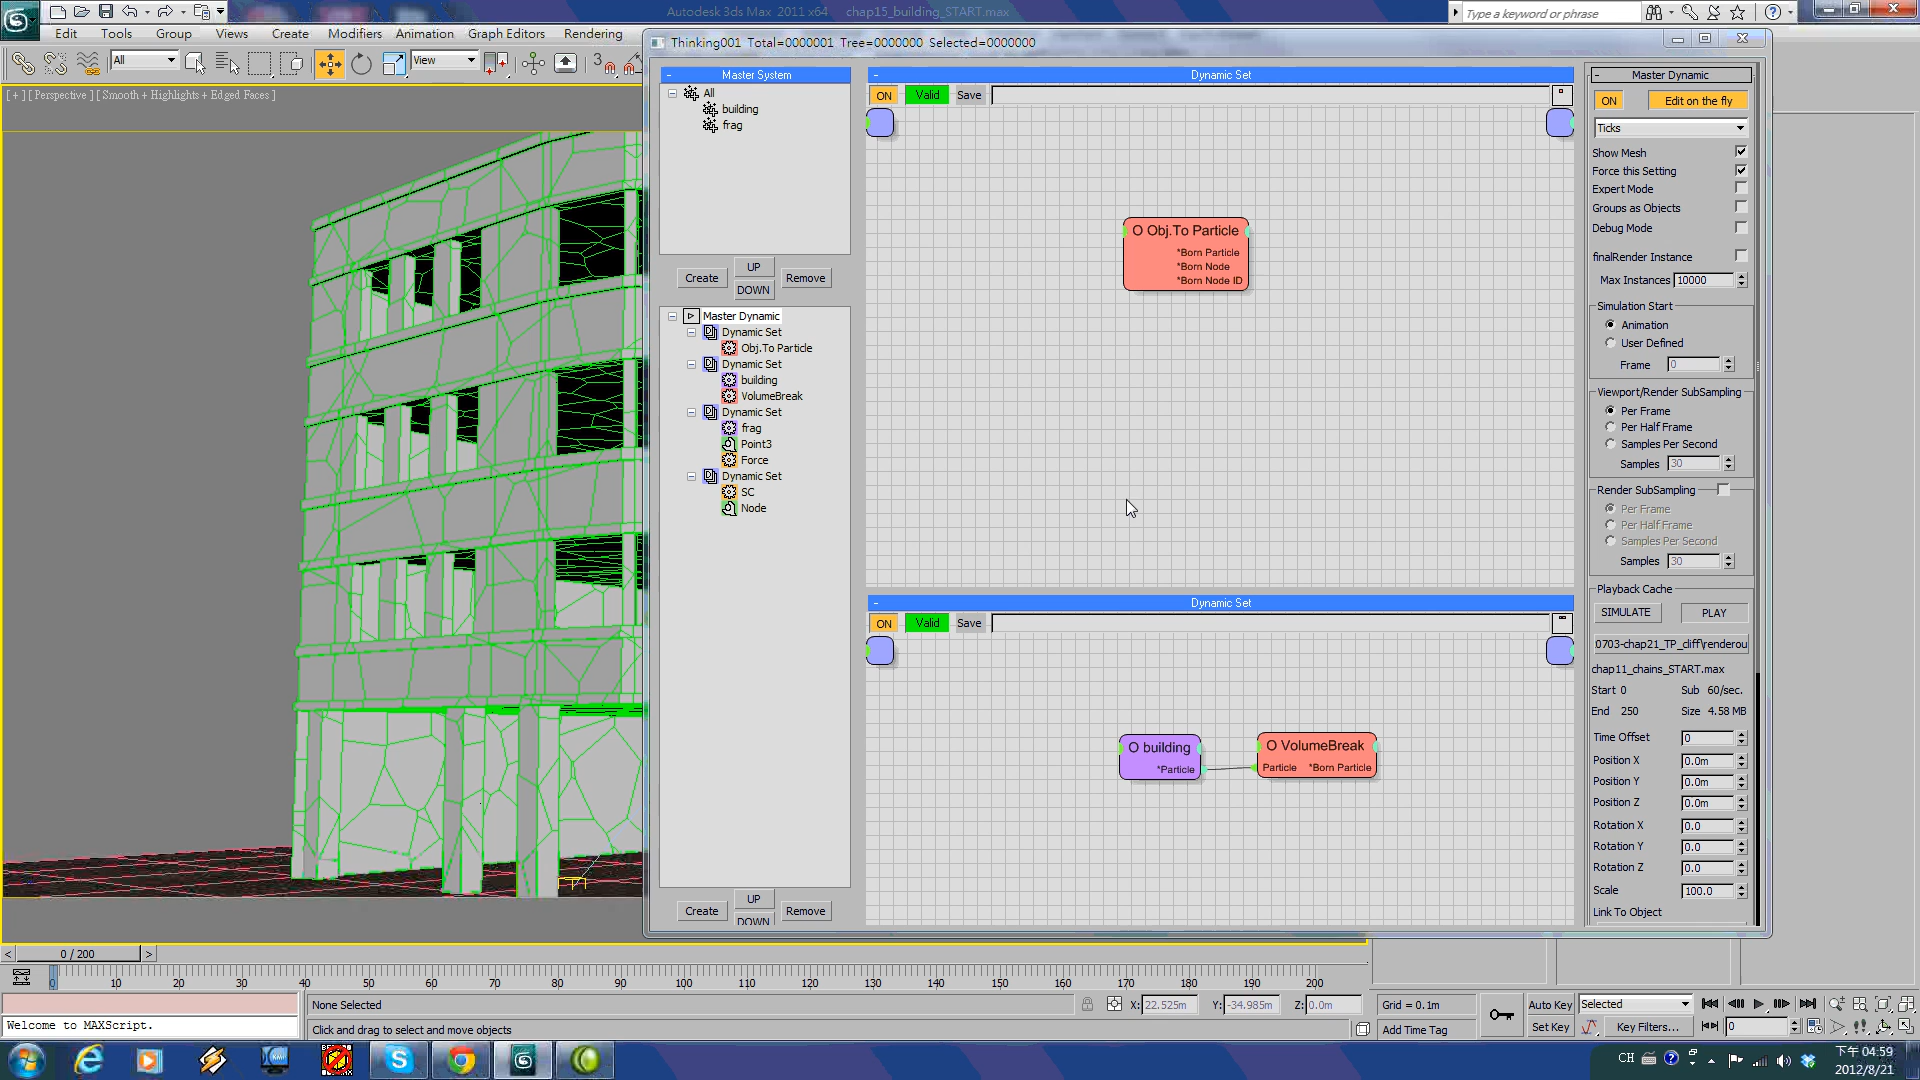 Autodesk 3ds Max 2011 x64 chap15_building_START.max
Type a keyword or phrase
Edit Tools Group Views Create Modifiers Animation Graph Editors Rendering
Thinking001 Total=0000001 Tree=0000000 Selected=0000000
All
View
3
[ + ] [ Perspective ] [ Smooth + Highlights + Edged Faces ]
Master System
All
building
frag
Create
UP
DOWN
Remove
Master Dynamic
Dynamic Set
Obj.To Particle
Dynamic Set
building
VolumeBreak
Dynamic Set
frag
Point3
Force
Dynamic Set
SC
Node
Create
UP
DOWN
Remove
Dynamic Set
ON Valid Save
O Obj.To Particle
*Born Particle
*Born Node
*Born Node ID
Dynamic Set
ON Valid Save
O building
*Particle
O VolumeBreak
Particle *Born Particle
Master Dynamic
ON Edit on the fly
Ticks
Show Mesh
Force this Setting
Expert Mode
Groups as Objects
Debug Mode
finalRender Instance
Max Instances 10000
Simulation Start
Animation
User Defined
Frame 0
Viewport/Render SubSampling
Per Frame
Per Half Frame
Samples Per Second
Samples 30
Render SubSampling
Per Frame
Per Half Frame
Samples Per Second
Samples 30
Playback Cache
SIMULATE PLAY
0703-chap21_TP_cliff\renderou
chap11_chains_START.max
Start 0 Sub 60/sec.
End 250 Size 4.58 MB
Time Offset 0
Position X 0.0m
Position Y 0.0m
Position Z 0.0m
Rotation X 0.0
Rotation Y 0.0
Rotation Z 0.0
Scale 100.0
Link To Object
< 0 / 200 >
0 10 20 30 40 50 60 70 80 90 100 110 120 130 140 150 160 170 180 190 200
None Selected
X: 22.525m Y: -34.985m Z: 0.0m
Grid = 0.1m
Auto Key Selected
Welcome to MAXScript.
Click and drag to select and move objects
Add Time Tag
Set Key Key Filters...
0
CH
下午 04:59
2012/8/21